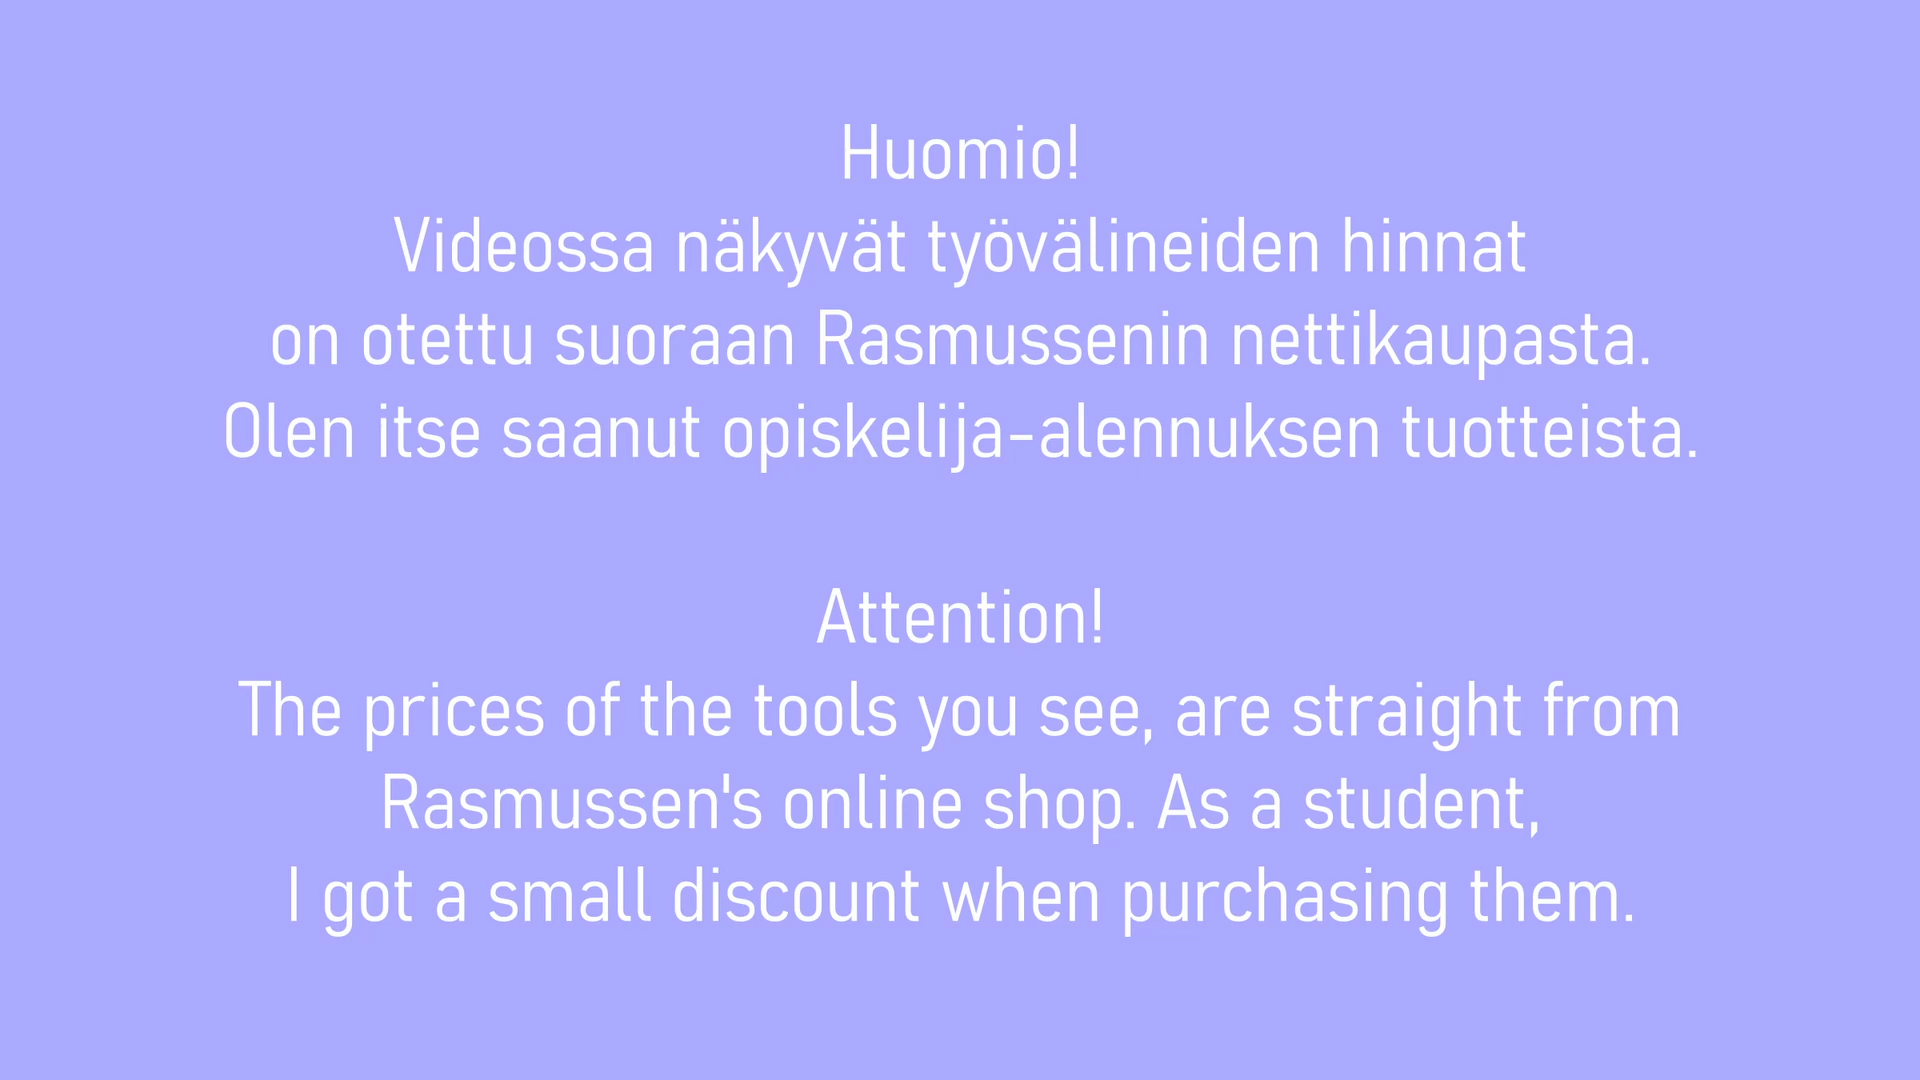 Huomio!
Videossa näkyvät työvälineiden hinnat
on otettu suoraan Rasmussenin nettikaupasta.
Olen itse saanut opiskelija-alennuksen tuotteista.
Attention!
The prices of the tools you see, are straight from
Rasmussen's online shop. As a student,
I got a small discount when purchasing them.